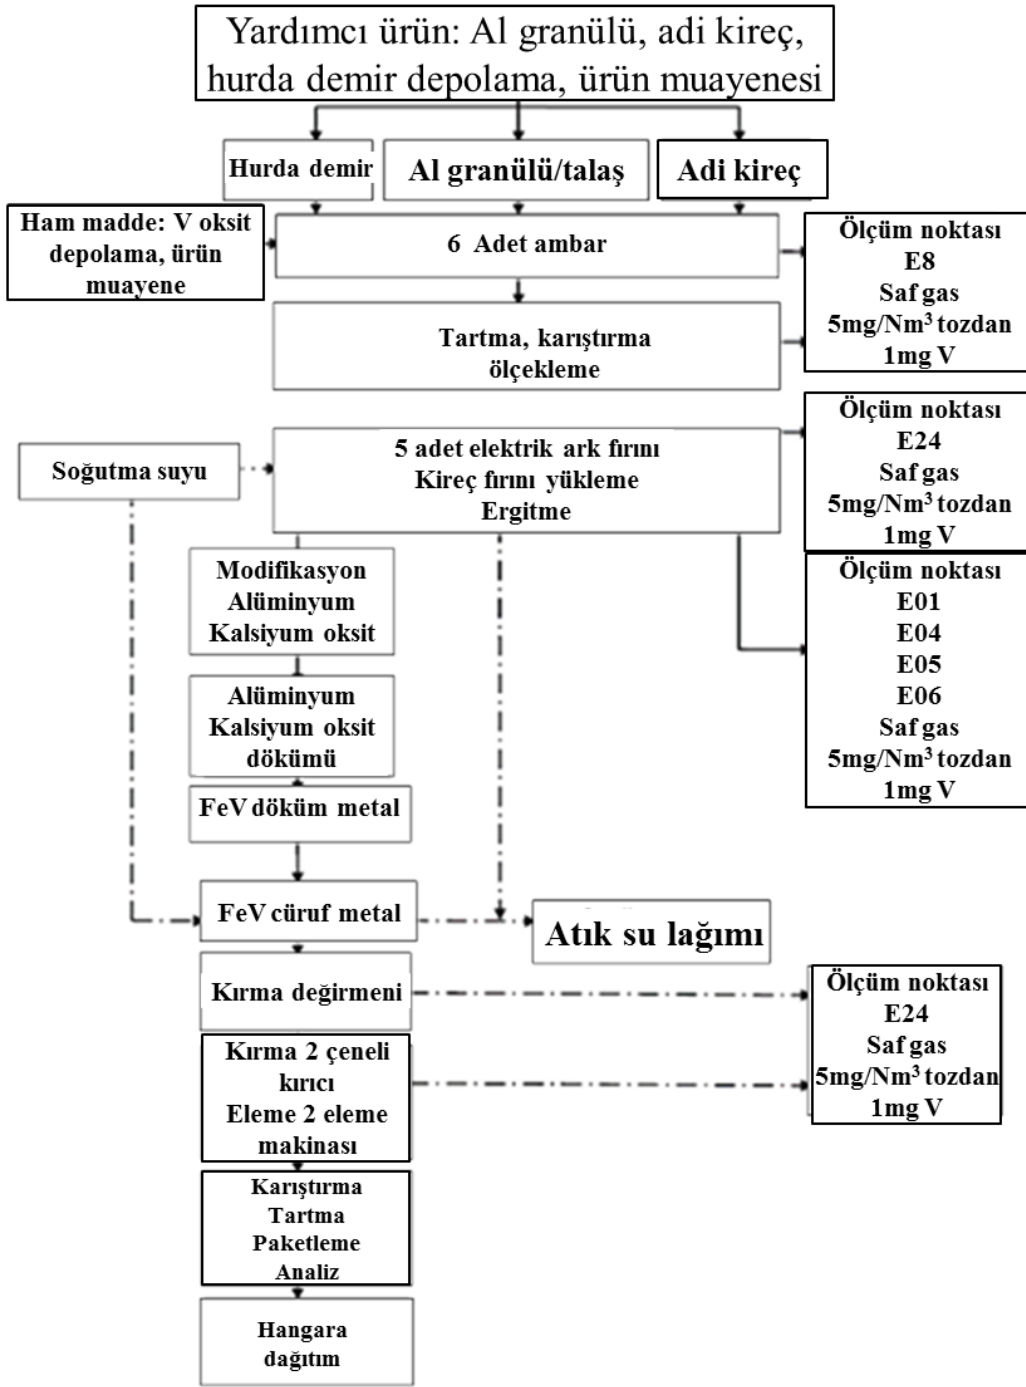 Yardımcı ürün: Al granülü, adi kireç,
hurda demir depolama, ürün muayenesi
Hurda demir
Al granülü/talaş
Adi kireç
Ham madde: V oksit
depolama, ürün
muayene
6 Adet ambar
Ölçüm noktası
E8
Saf gas
5mg/Nm³ tozdan
1mg V
Tartma, karıştırma
ölçekleme
Ölçüm noktası
E24
Saf gas
5mg/Nm³ tozdan
1mg V
Soğutma suyu
5 adet elektrik ark fırını
Kireç fırını yükleme
Ergitme
Ölçüm noktası
E01
E04
E05
E06
Saf gas
5mg/Nm³ tozdan
1mg V
Modifikasyon
Alüminyum
Kalsiyum oksit
Alüminyum
Kalsiyum oksit
dökümü
FeV döküm metal
FeV cüruf metal
Atık su lağımı
Kırma değirmeni
Ölçüm noktası
E24
Saf gas
5mg/Nm³ tozdan
1mg V
Kırma 2 çeneli
kırıcı
Eleme 2 eleme
makinası
Karıştırma
Tartma
Paketleme
Analiz
Hangara
dağıtım